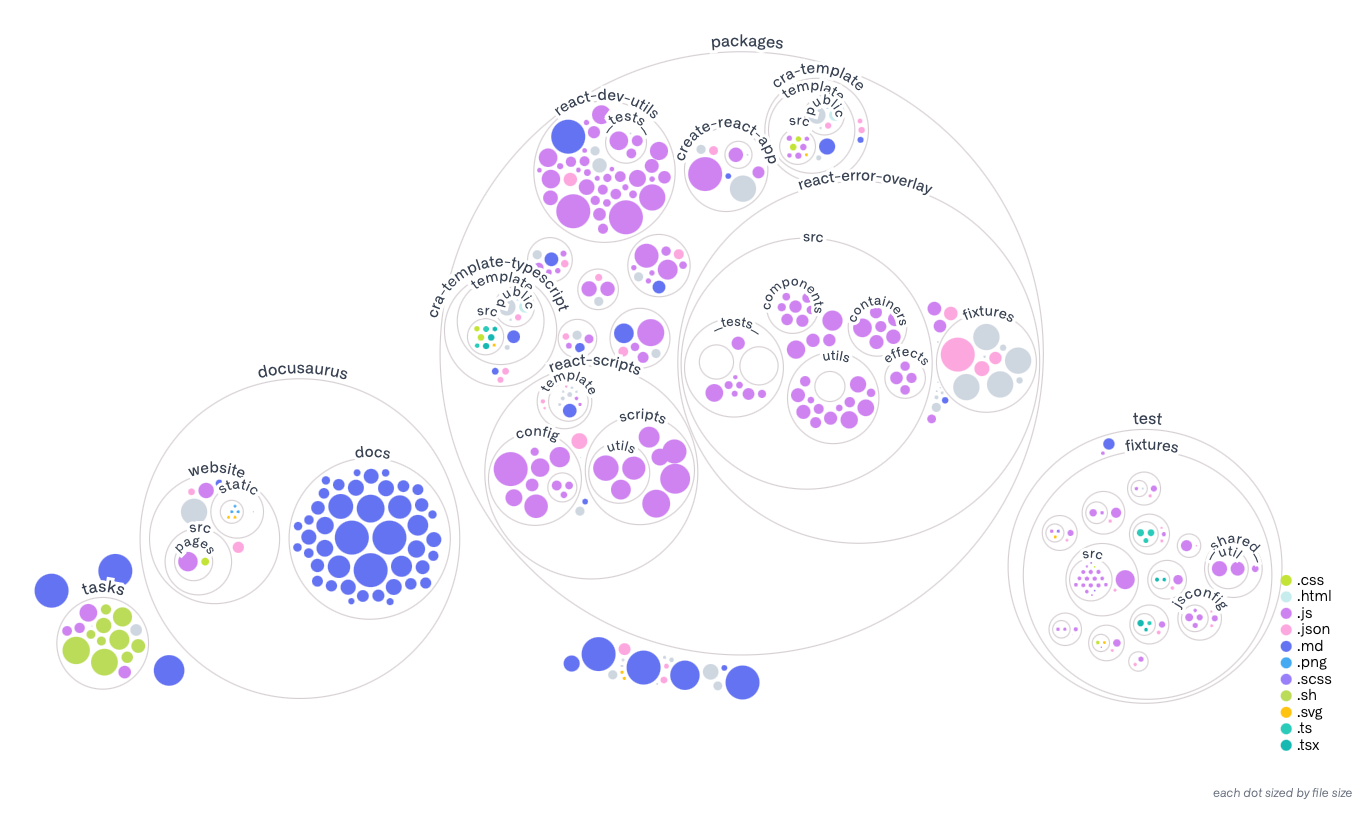 packages
cra-template
template
public
src
react-dev-utils
_tests_
create-react-app
react-error-overlay
src
cra-template-typescript
template
public
src
components
containers
_tests_
utils
effects
fixtures
react-scripts
template
config
scripts
utils
docusaurus
docs
website
static
src
pages
tasks
test
fixtures
src
shared
_util_
jsconfig
.css
.html
.js
.json
.md
.png
.scss
.sh
.svg
.ts
.tsx
each dot sized by file size